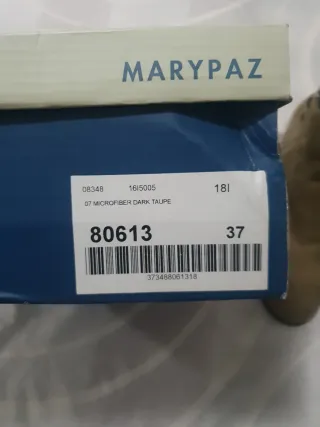 MARYPAZ
08348 16I5005 18I
07 MICROFIBER DARK TAUPE
80613 37
373488061318